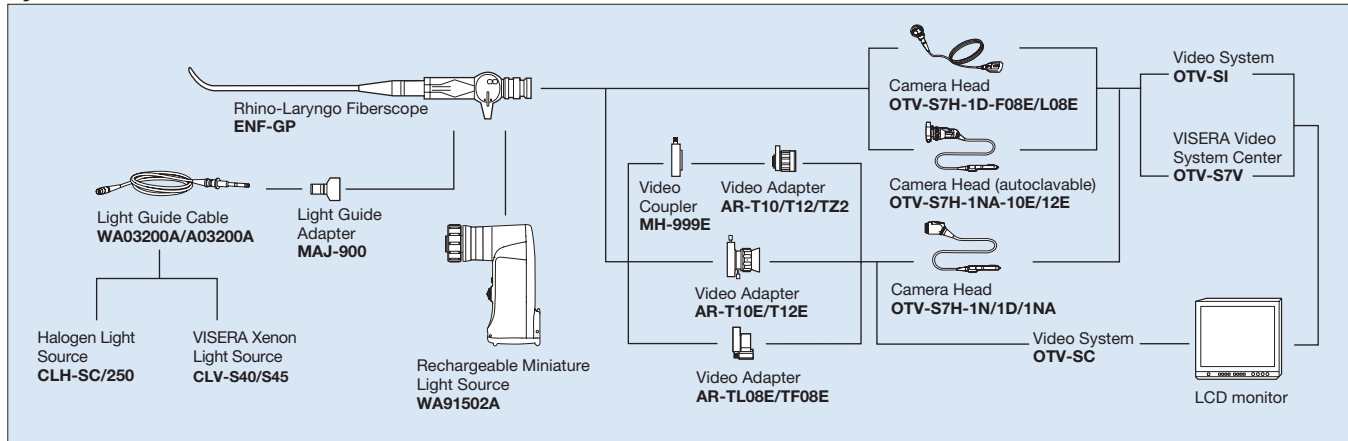 Rhino-Laryngo Fiberscope
ENF-GP
Light Guide Cable
WA03200A/A03200A
Light Guide
Adapter
MAJ-900
Halogen Light
Source
CLH-SC/250
VISERA Xenon
Light Source
CLV-S40/S45
Rechargeable Miniature
Light Source
WA91502A
Video
Coupler
MH-999E
Video Adapter
AR-T10/T12/TZ2
Video Adapter
AR-T10E/T12E
Video Adapter
AR-TL08E/TF08E
Camera Head
OTV-S7H-1D-F08E/L08E
Camera Head (autoclavable)
OTV-S7H-1NA-10E/12E
Camera Head
OTV-S7H-1N/1D/1NA
Video System
OTV-SC
Video System
OTV-SI
VISERA Video
System Center
OTV-S7V
LCD monitor